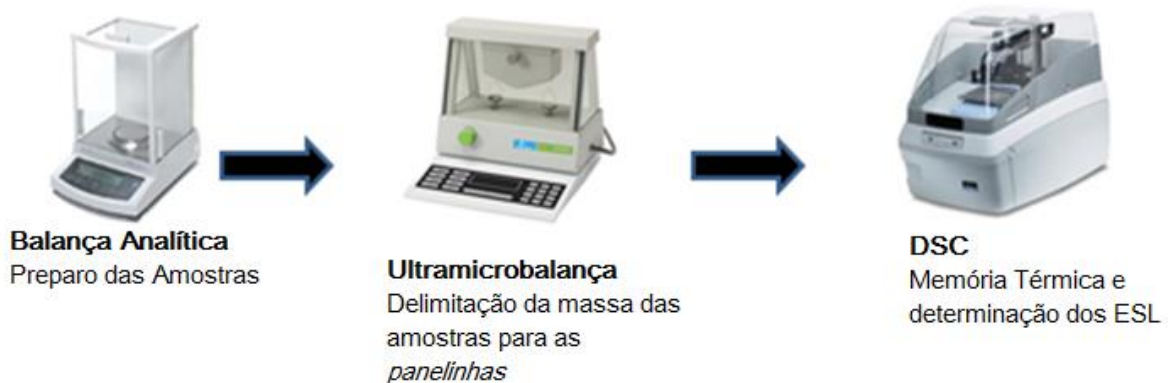 Balança Analítica
Preparo das Amostras
Ultramicrobalança
Delimitação da massa das
amostras para as
panelinhas
DSC
Memória Térmica e
determinação dos ESL